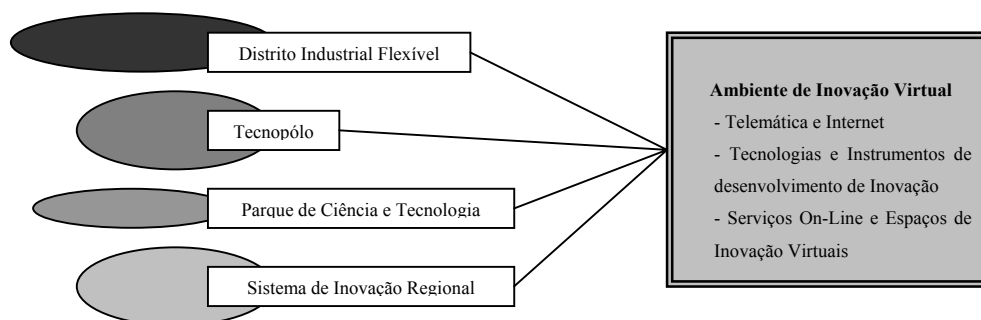 Distrito Industrial Flexível
Tecnopólo
Parque de Ciência e Tecnologia
Sistema de Inovação Regional
Ambiente de Inovação Virtual
- Telemática e Internet
- Tecnologias e Instrumentos de
desenvolvimento de Inovação
- Serviços On-Line e Espaços de
Inovação Virtuais